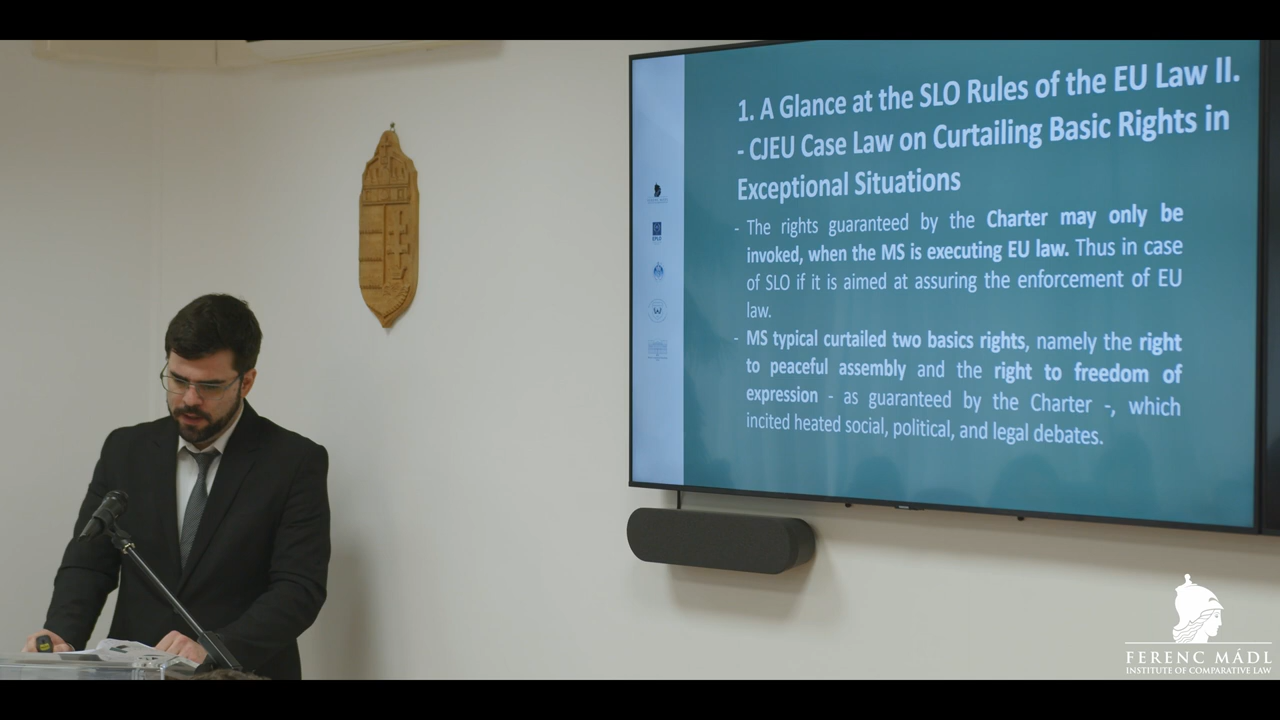 1. A Glance at the SLO Rules of the EU Law II.
- CJEU Case Law on Curtailing Basic Rights in
Exceptional Situations
- The rights guaranteed by the Charter may only be
invoked, when the MS is executing EU law. Thus in case
of SLO if it is aimed at assuring the enforcement of EU
law.
- MS typical curtailed two basics rights, namely the right
to peaceful assembly and the right to freedom of
expression - as guaranteed by the Charter -, which
incited heated social, political, and legal debates.
FERENC MÁDL
INSTITUTE OF COMPARATIVE LAW